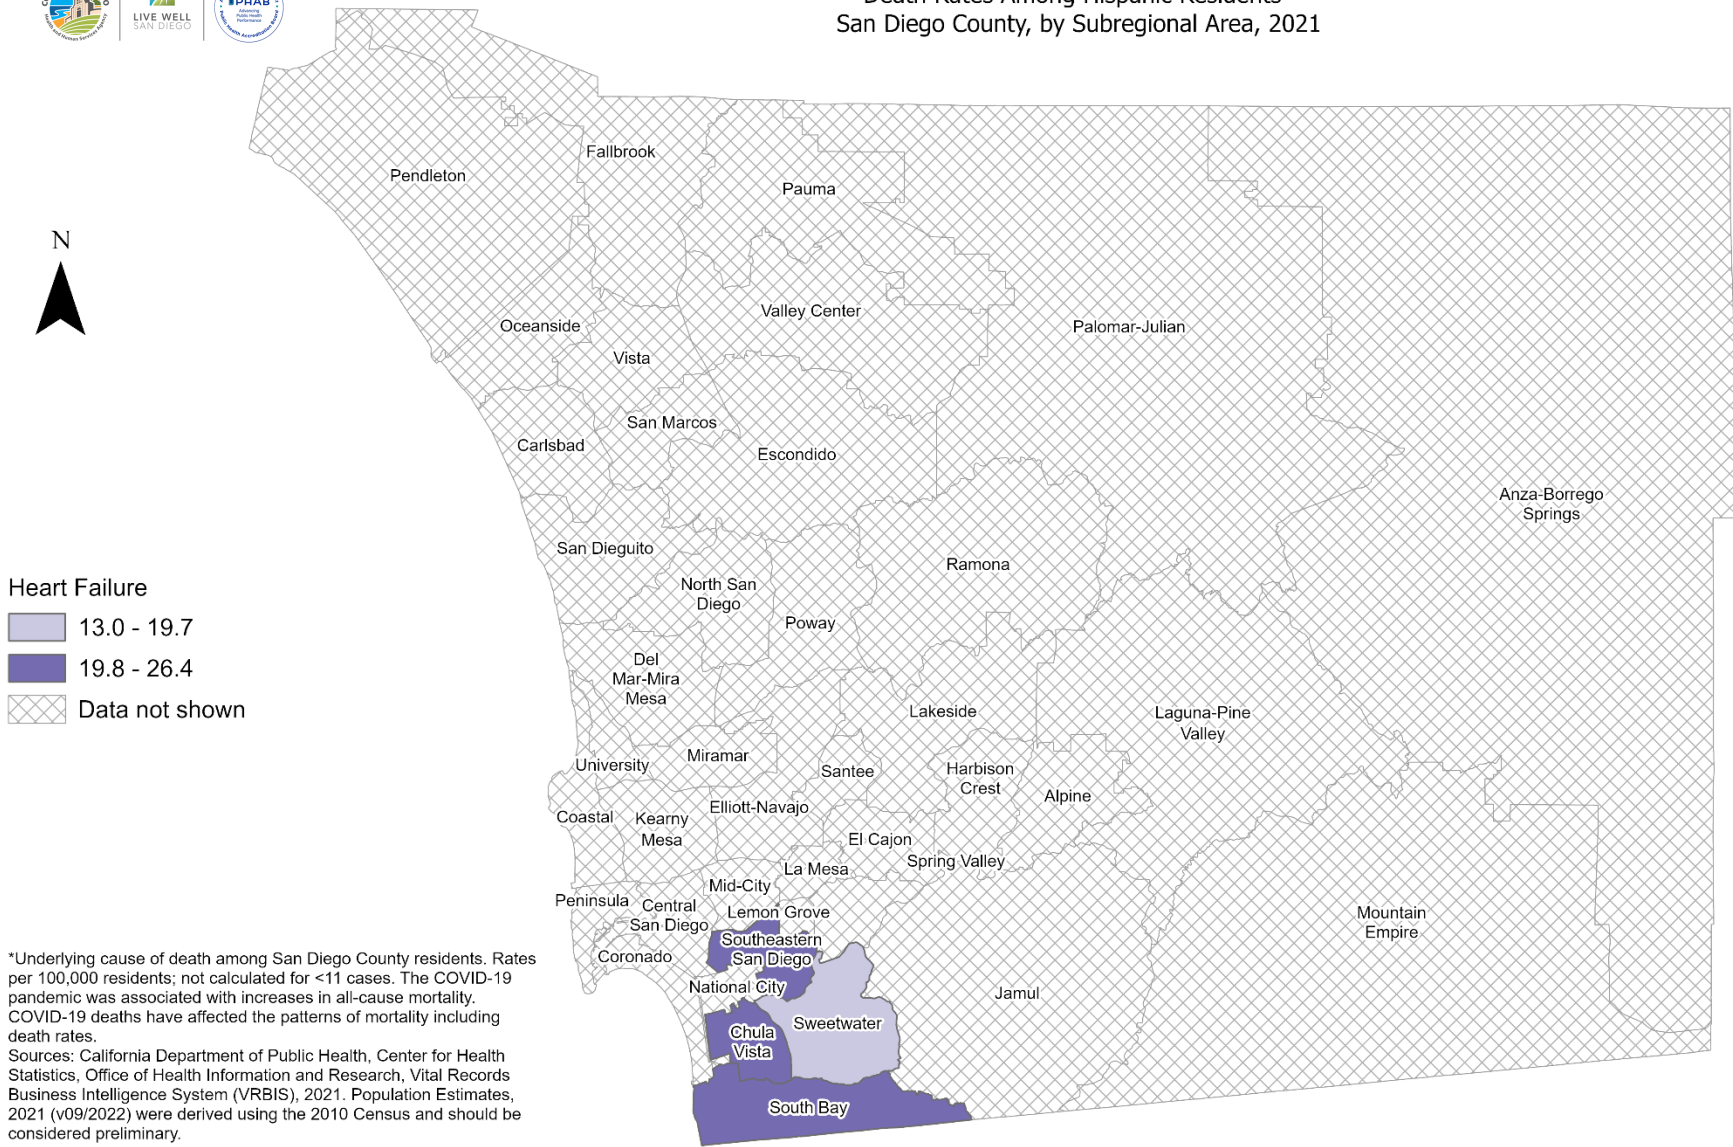 PHAB
Advancing
Public Health
Performance
LIVE WELL
SAN DIEGO
Death Rates Among Hispanic Residents
San Diego County, by Subregional Area, 2021
Fallbrook
Pendleton
Pauma
N
Valley Center
Oceanside
Palomar-Julian
Vista
San Marcos
Carlsbad
Escondido
Anza-Borrego
Springs
San Dieguito
Ramona
North San
Diego
Poway
Heart Failure
13.0 - 19.7
19.8 - 26.4
Data not shown
Del
Mar-Mira
Mesa
Lakeside
Laguna-Pine
Valley
Miramar
University
Santee
Harbison
Crest
Alpine
Elliott-Navajo
Coastal
Kearny
Mesa
El Cajon
Spring Valley
La Mesa
Mid-City
Peninsula
Central
San Diego
Lemon Grove
Mountain
Empire
Southeastern
San Diego
Coronado
National City
Jamul
Sweetwater
Chula
Vista
South Bay
*Underlying cause of death among San Diego County residents. Rates
per 100,000 residents; not calculated for <11 cases. The COVID-19
pandemic was associated with increases in all-cause mortality.
COVID-19 deaths have affected the patterns of mortality including
death rates.
Sources: California Department of Public Health, Center for Health
Statistics, Office of Health Information and Research, Vital Records
Business Intelligence System (VRBIS), 2021. Population Estimates,
2021 (v09/2022) were derived using the 2010 Census and should be
considered preliminary.